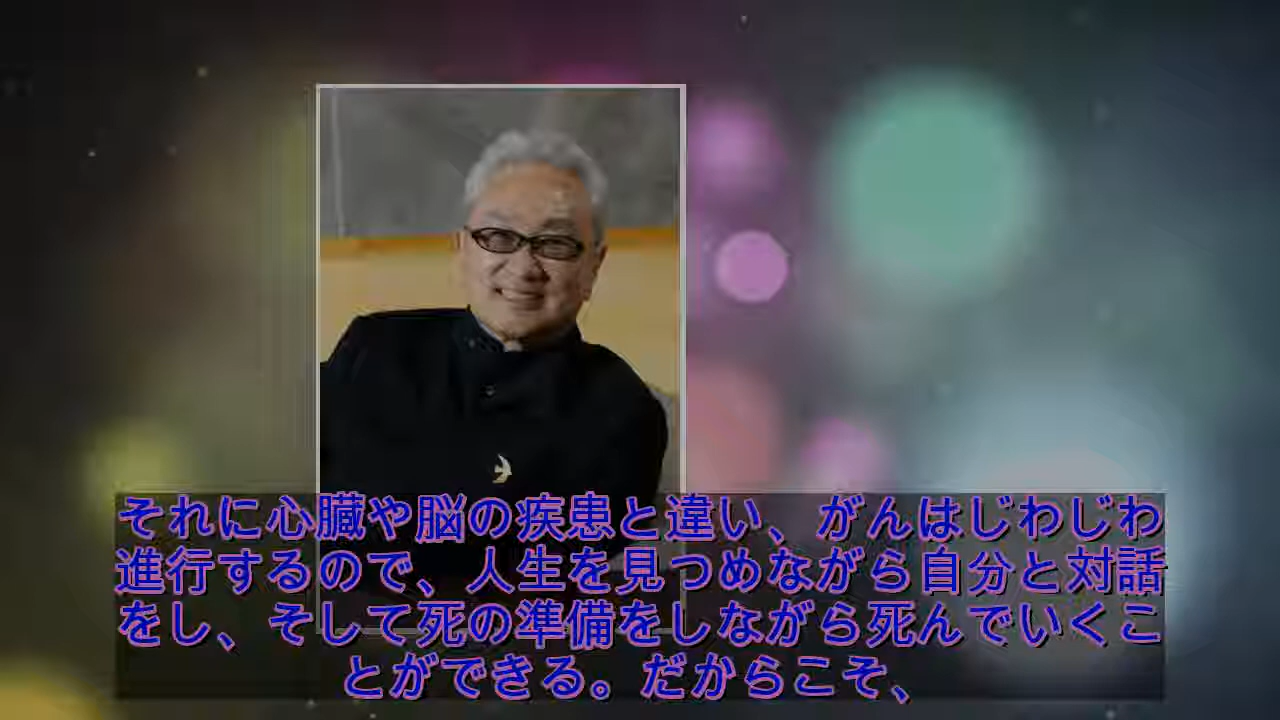 それに心臓や脳の疾患と違い、がんはじわじわ
進行するので、人生を見つめながら自分と対話
をし、そして死の準備をしながら死んでいくこ
とができる。だからこそ、